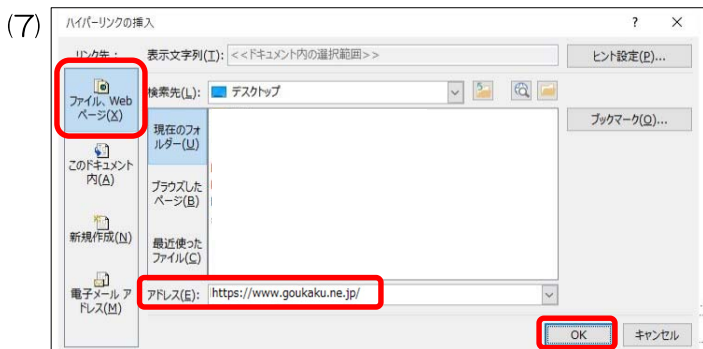 (7)
ハイパーリンクの挿入 ? ×
リンク先: 表示文字列(T): <<ドキュメント内の選択範囲>> ヒント設定(P)...
ファイル、Web
ページ(X)
検索先(L): デスクトップ
ブックマーク(O)...
現在のフォ
ルダー(U)
このドキュメント
内(A)
ブラウズした
ページ(B)
新規作成(N)
最近使った
ファイル(C)
電子メール ア
ドレス(M)
アドレス(E): https://www.goukaku.ne.jp/
OK キャンセル